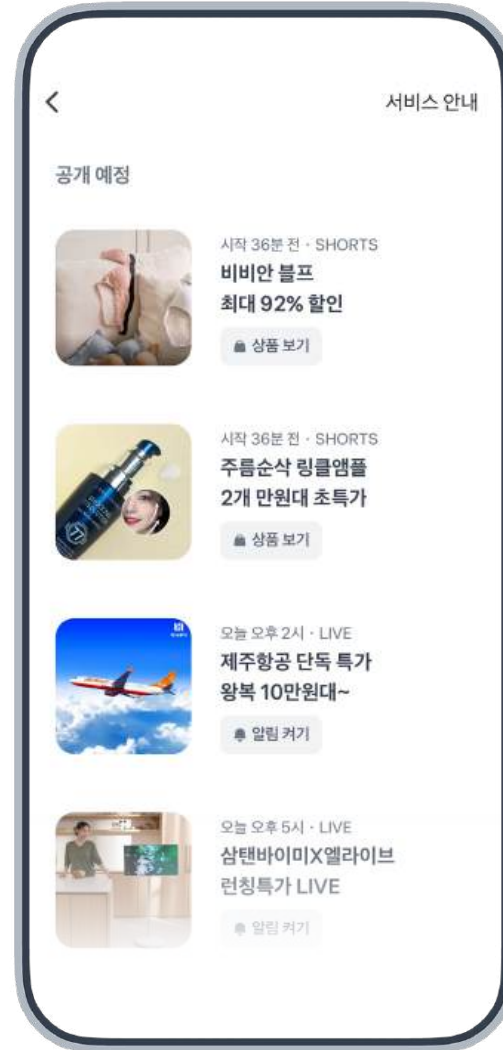 서비스 안내
공개 예정
시작 36분 전 · SHORTS
비비안 블프
최대 92% 할인
상품 보기
시작 36분 전 · SHORTS
주름순삭 링클앰플
2개 만원대 초특가
상품 보기
77
오늘 오후 2시 · LIVE
제주항공 단독 특가
왕복 10만원대~
알림 켜기
오늘 오후 5시 · LIVE
삼탠바이미X엘라이브
런칭특가 LIVE
알림 켜기